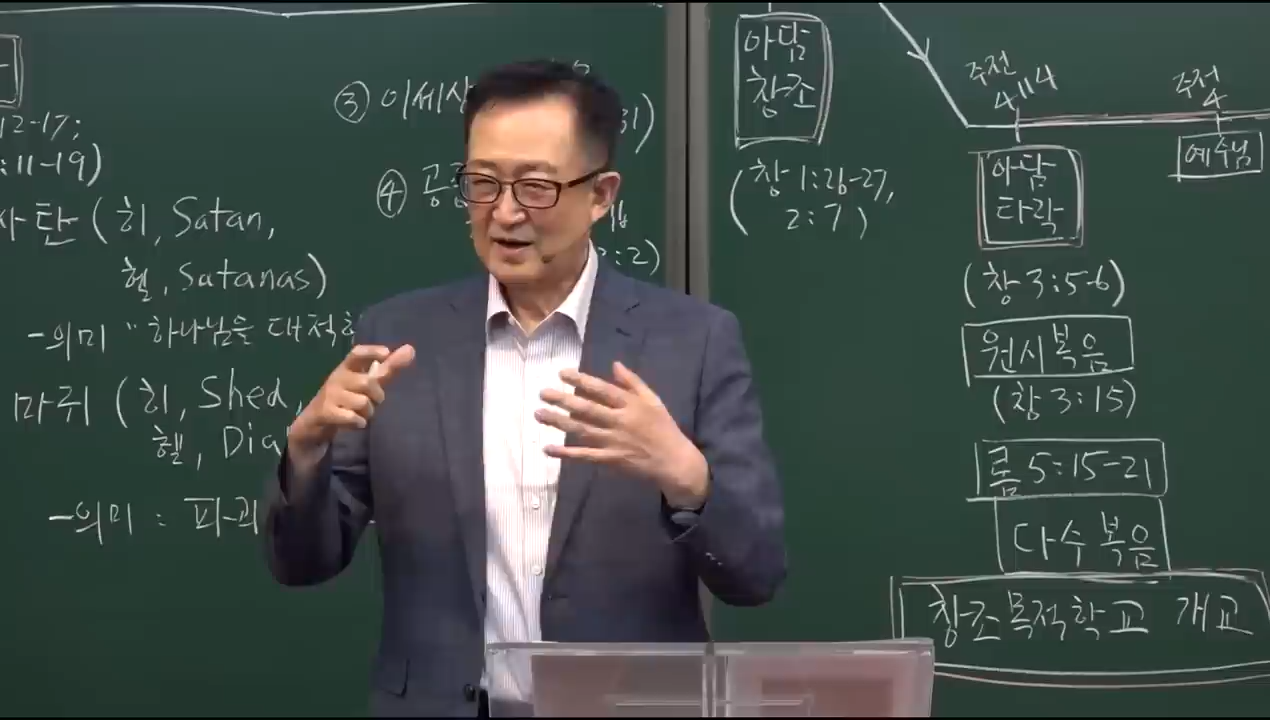 12-17;
:11-19)
사탄 (히, Satan,
헬, Satanas)
-의미 "하나님을 대적하
마귀 (히, Shed,
헬, Dia
-의미 : 파괴
③ 이세상
31)
④ 공중
:2)
아담
창조
(창 1:26-27,
2:7)
주전
4114
주전
4
예수님
아담
타락
(창 3:5-6)
원시복음
(창 3:15)
롬 5:15-21
다수복음
창조목적학교 개교